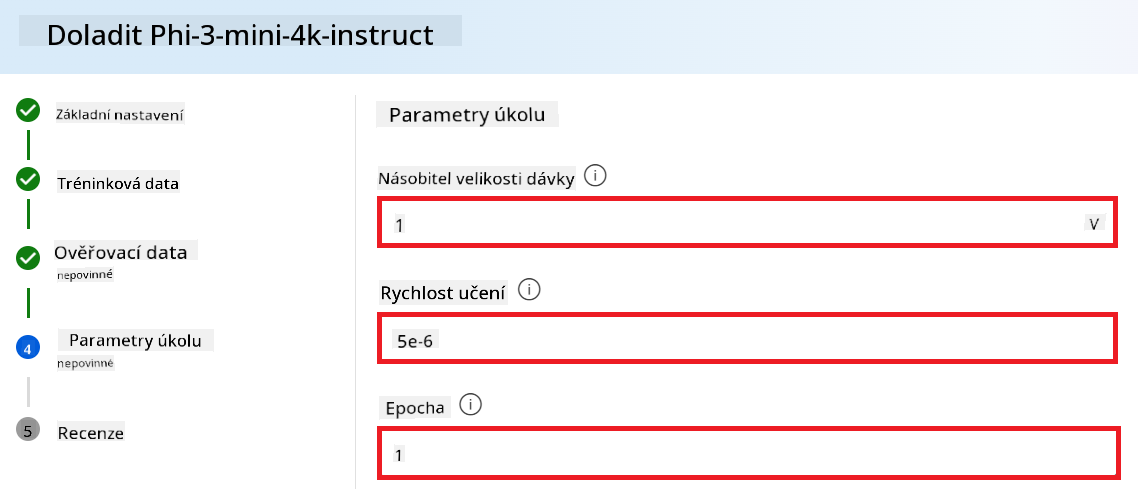 Doladit Phi-3-mini-4k-instruct
Základní nastavení
Tréninková data
Ověřovací data
nepovinné
4
Parametry úkolu
nepovinné
5
Recenze
Parametry úkolu
Násobitel velikosti dávky
1
V
Rychlost učení
5e-6
Epocha
1